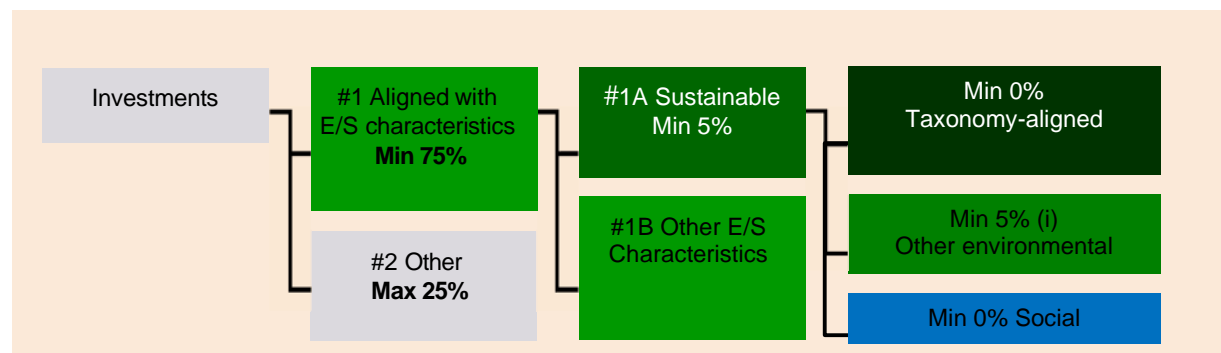 Investments
#1 Aligned with
E/S characteristics
Min 75%
#2 Other
Max 25%
#1A Sustainable
Min 5%
#1B Other E/S
Characteristics
Min 0%
Taxonomy-aligned
Min 5% (i)
Other environmental
Min 0% Social